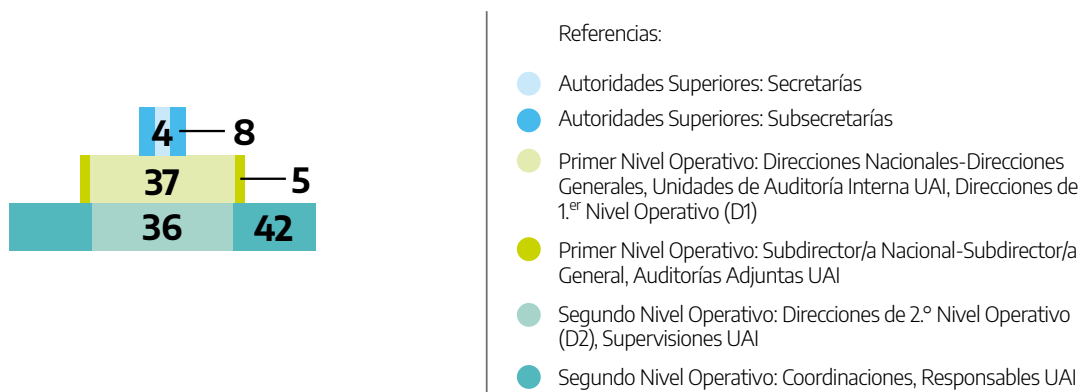 4
8
37
5
36
42
Referencias:
Autoridades Superiores: Secretarías
Autoridades Superiores: Subsecretarías
Primer Nivel Operativo: Direcciones Nacionales-Direcciones
Generales, Unidades de Auditoría Interna UAI, Direcciones de
1.er Nivel Operativo (D1)
Primer Nivel Operativo: Subdirector/a Nacional-Subdirector/a
General, Auditorías Adjuntas UAI
Segundo Nivel Operativo: Direcciones de 2.º Nivel Operativo
(D2), Supervisiones UAI
Segundo Nivel Operativo: Coordinaciones, Responsables UAI